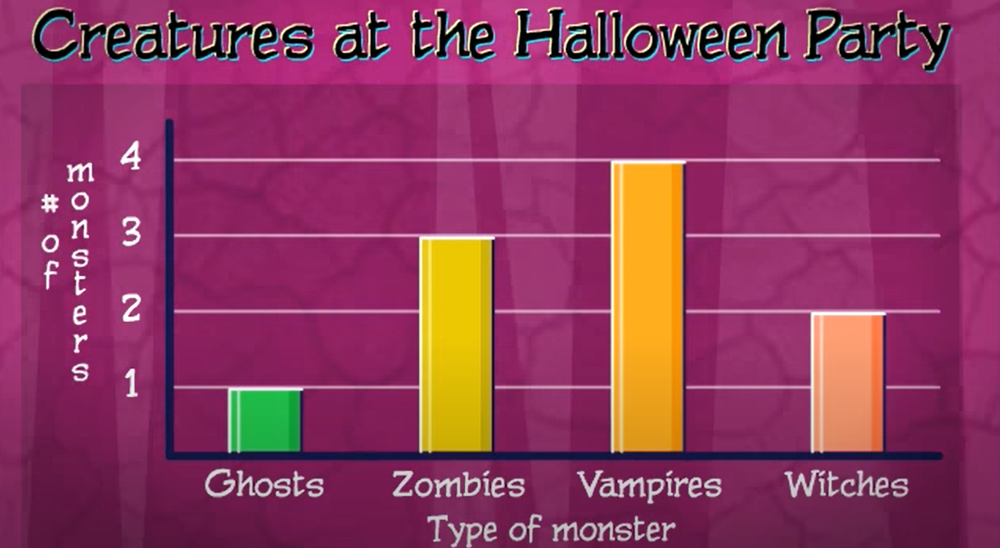 Creatures at the Halloween Party
# of
monsters
4
3
2
1
Ghosts Zombies Vampires Witches
Type of monster